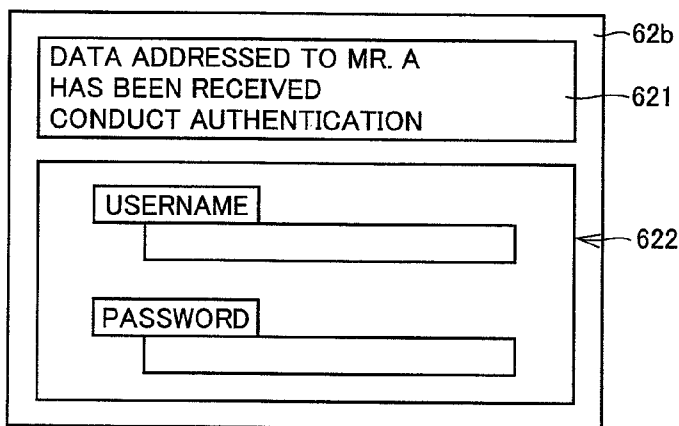 62b
DATA ADDRESSED TO MR. A
HAS BEEN RECEIVED
CONDUCT AUTHENTICATION
621
USERNAME
622
PASSWORD